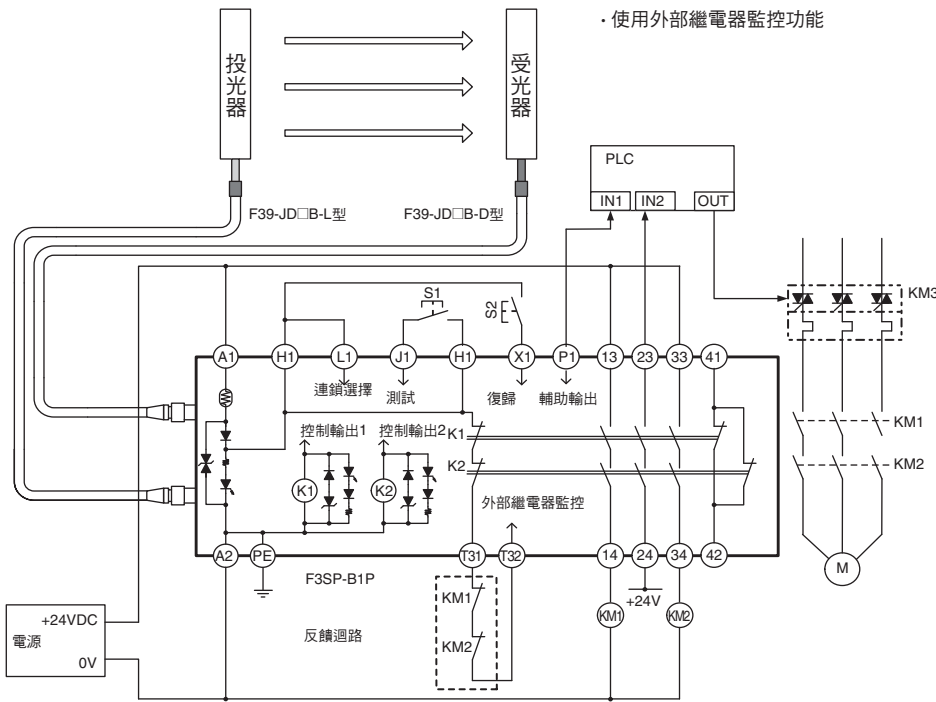 ・使用外部繼電器監控功能
投光器
受光器
F39-JD□B-L型
F39-JD□B-D型
PLC
IN1 IN2 OUT
KM3
S1
S2
A1 H1 L1 J1 H1 X1 P1 13 23 33 41
連鎖選擇 測試 復歸 輔助輸出
控制輸出1 控制輸出2
K1
K2
K1 K2
外部繼電器監控
KM1
KM2
M
A2 PE T31 T32 14 24 34 42
F3SP-B1P
+24V
KM1
KM2
KM1 KM2
反饋迴路
+24VDC
電源
0V